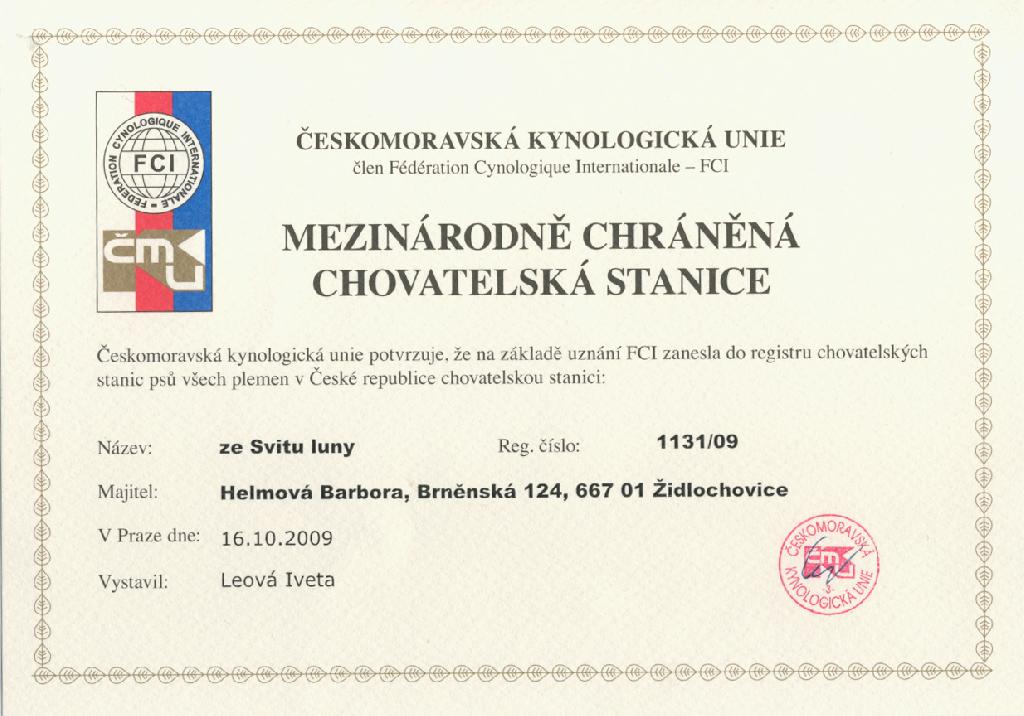 FEDERATION CYNOLOGIQUE INTERNATIONALE
FCI
ČMKU
ČESKOMORAVSKÁ KYNOLOGICKÁ UNIE
člen Fédération Cynologique Internationale – FCI
MEZINÁRODNĚ CHRÁNĚNÁ
CHOVATELSKÁ STANICE
Českomoravská kynologická unie potvrzuje, že na základě uznání FCI zanesla do registru chovatelských
stanic psů všech plemen v České republice chovatelskou stanici:
Název: ze Svitu luny Reg. číslo: 1131/09
Majitel: Helmová Barbora, Brněnská 124, 667 01 Židlochovice
V Praze dne: 16.10.2009
Vystavil: Leová Iveta
ČESKOMORAVSKÁ
KYNOLOGICKÁ UNIE
3